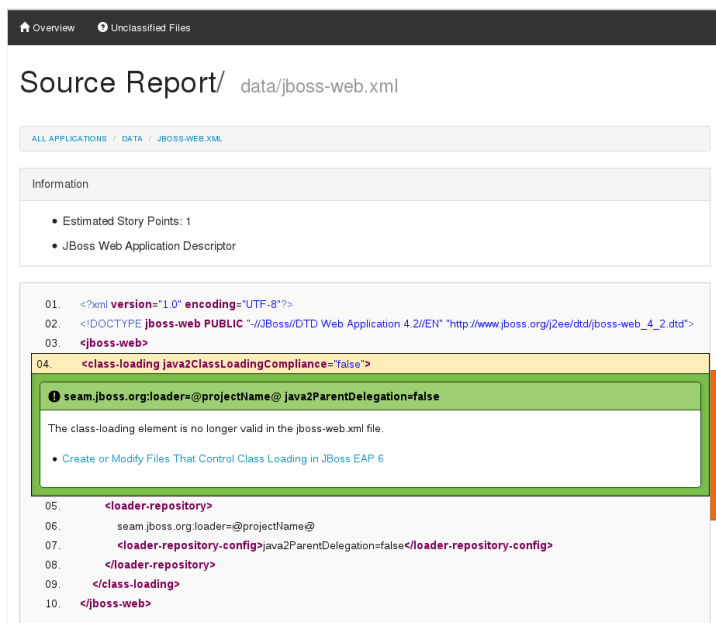 Overview Unclassified Files
Source Report/ data/jboss-web.xml
ALL APPLICATIONS / DATA / JBOSS-WEB.XML
Information
Estimated Story Points: 1
JBoss Web Application Descriptor
01. <?xml version="1.0" encoding="UTF-8"?>
02. <!DOCTYPE jboss-web PUBLIC "-//JBoss//DTD Web Application 4.2//EN" "http://www.jboss.org/j2ee/dtd/jboss-web_4_2.dtd">
03. <jboss-web>
04. <class-loading java2ClassLoadingCompliance="false">
seam.jboss.org:loader=@projectName@ java2ParentDelegation=false
The class-loading element is no longer valid in the jboss-web.xml file.
Create or Modify Files That Control Class Loading in JBoss EAP 6
05. <loader-repository>
06. seam.jboss.org:loader=@projectName@
07. <loader-repository-config>java2ParentDelegation=false</loader-repository-config>
08. </loader-repository>
09. </class-loading>
10. </jboss-web>